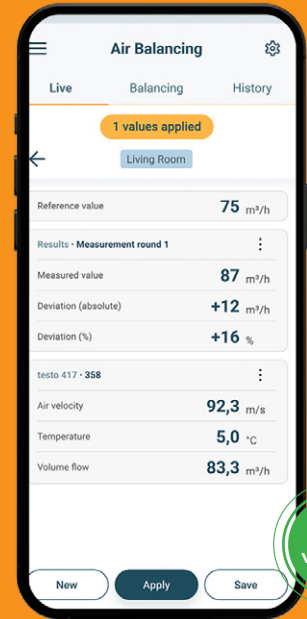 Air Balancing
Live Balancing History
1 values applied
Living Room
Reference value 75 m³/h
Results · Measurement round 1
Measured value 87 m³/h
Deviation (absolute) +12 m³/h
Deviation (%) +16 %
testo 417 · 358
Air velocity 92,3 m/s
Temperature 5,0 °C
Volume flow 83,3 m³/h
New Apply Save